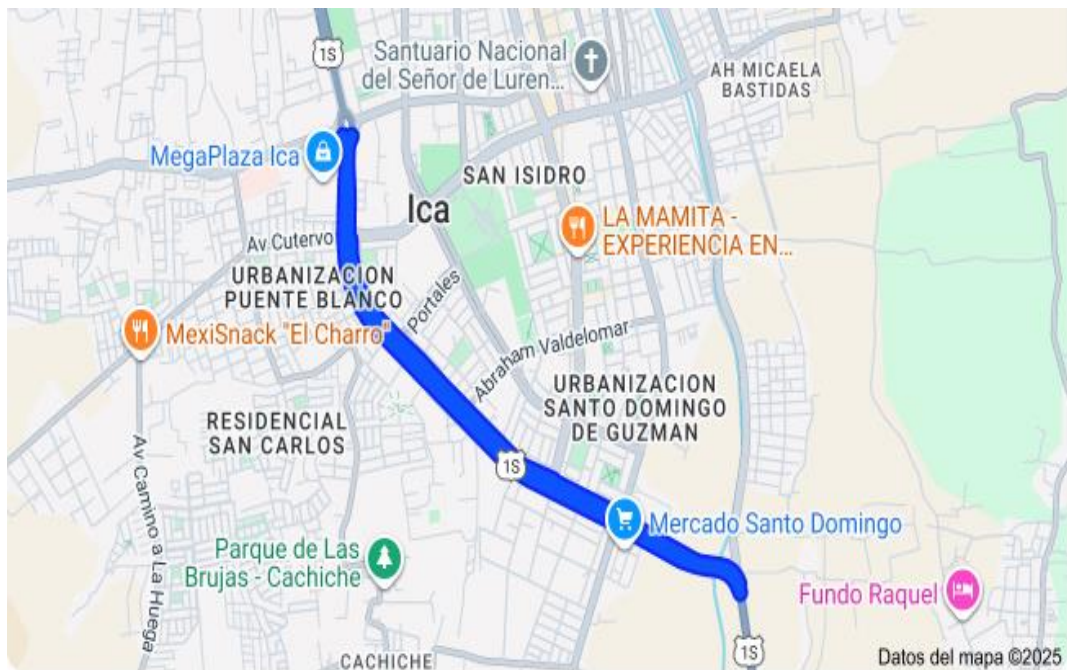 1S
Santuario Nacional
del Señor de Luren...
AH MICAELA
BASTIDAS
MegaPlaza Ica
SAN ISIDRO
Ica
LA MAMITA -
EXPERIENCIA EN...
Av Cutervo
URBANIZACION
PUENTE BLANCO
Portales
MexiSnack "El Charro"
Abraham Valdelomar
URBANIZACION
SANTO DOMINGO
DE GUZMAN
RESIDENCIAL
SAN CARLOS
Av Camino a La Huega
1S
Mercado Santo Domingo
Parque de Las
Brujas - Cachiche
Fundo Raquel
1S
CACHICHE
Datos del mapa ©2025